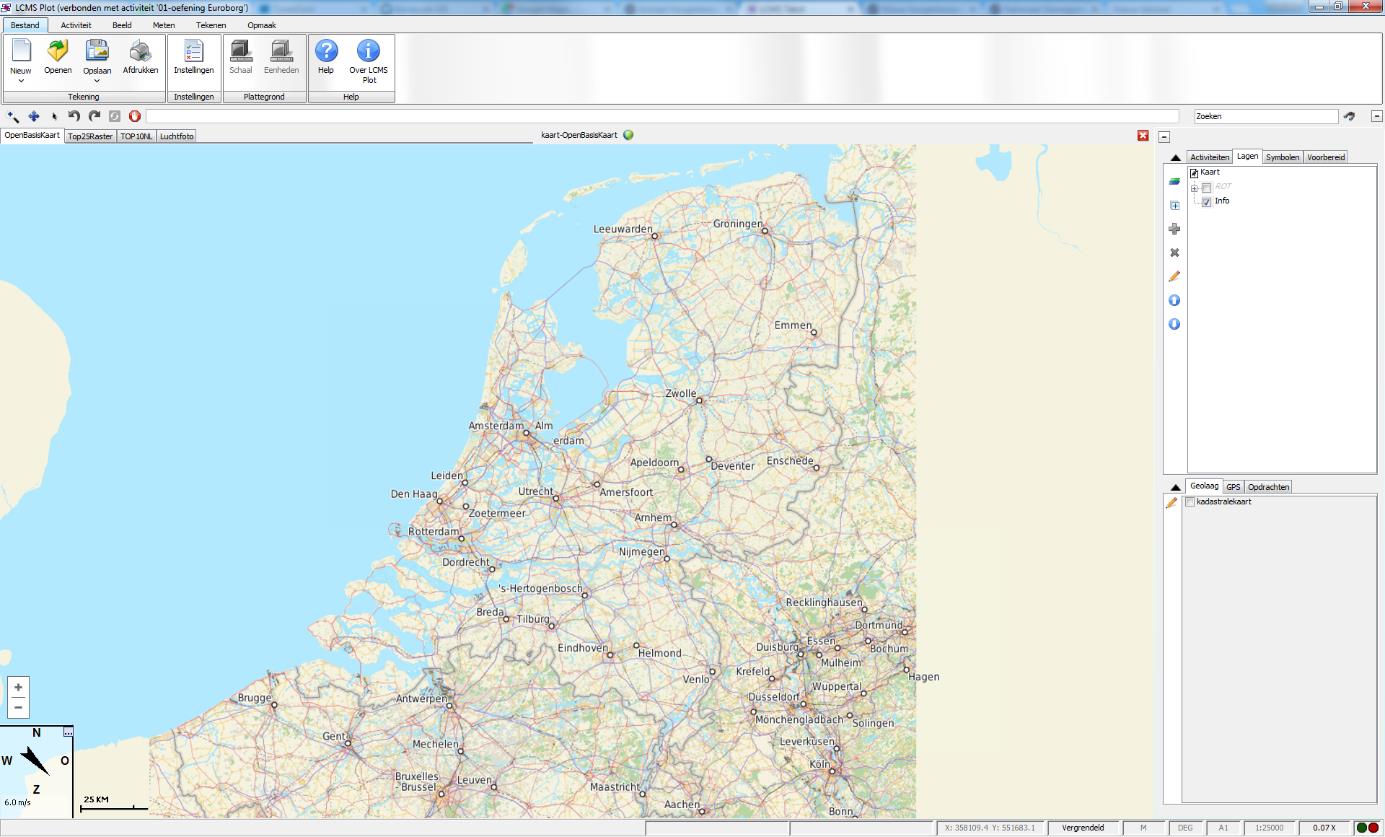 LCMS Plot (verbonden met activiteit '01-oefening Euroborg')
Bestand Activiteit Beeld Meten Tekenen Opmaak
Nieuw Openen Opslaan Afdrukken Instellingen Schaal Eenheden Help Over LCMS Plot
Tekening Instellingen Plattegrond Help
Zoeken
OpenBasisKaart Top25Raster TOP10NL Luchtfoto kaart-OpenBasisKaart
Activiteiten Lagen Symbolen Voorbereid
Kaart
ROT
Info
Leeuwarden Groningen
Emmen
Zwolle
Amsterdam Alm
erdam
Apeldoorn Deventer Enschede
Leiden
Den Haag Utrecht Amersfoort
Zoetermeer
Rotterdam Arnhem
Nijmegen
Dordrecht
's-Hertogenbosch
Breda Tilburg
Recklinghausen
Dortmund
Eindhoven Helmond Duisburg Essen Bochum
Mülheim
Venlo Krefeld Hagen
Wuppertal
Brugge Antwerpen Düsseldorf
Mönchengladbach Solingen
Gent Mechelen Leverkusen
Köln
Bruxelles
- Brussel Leuven Maastricht
Aachen Bonn
Geolaag GPS Opdrachten
kadastralekaart
+
−
N
W O
Z
6.0 m/s
25 KM
X: 358109.4 Y: 551683.1 Vergrendeld M DEG A1 1:25000 0.07 X